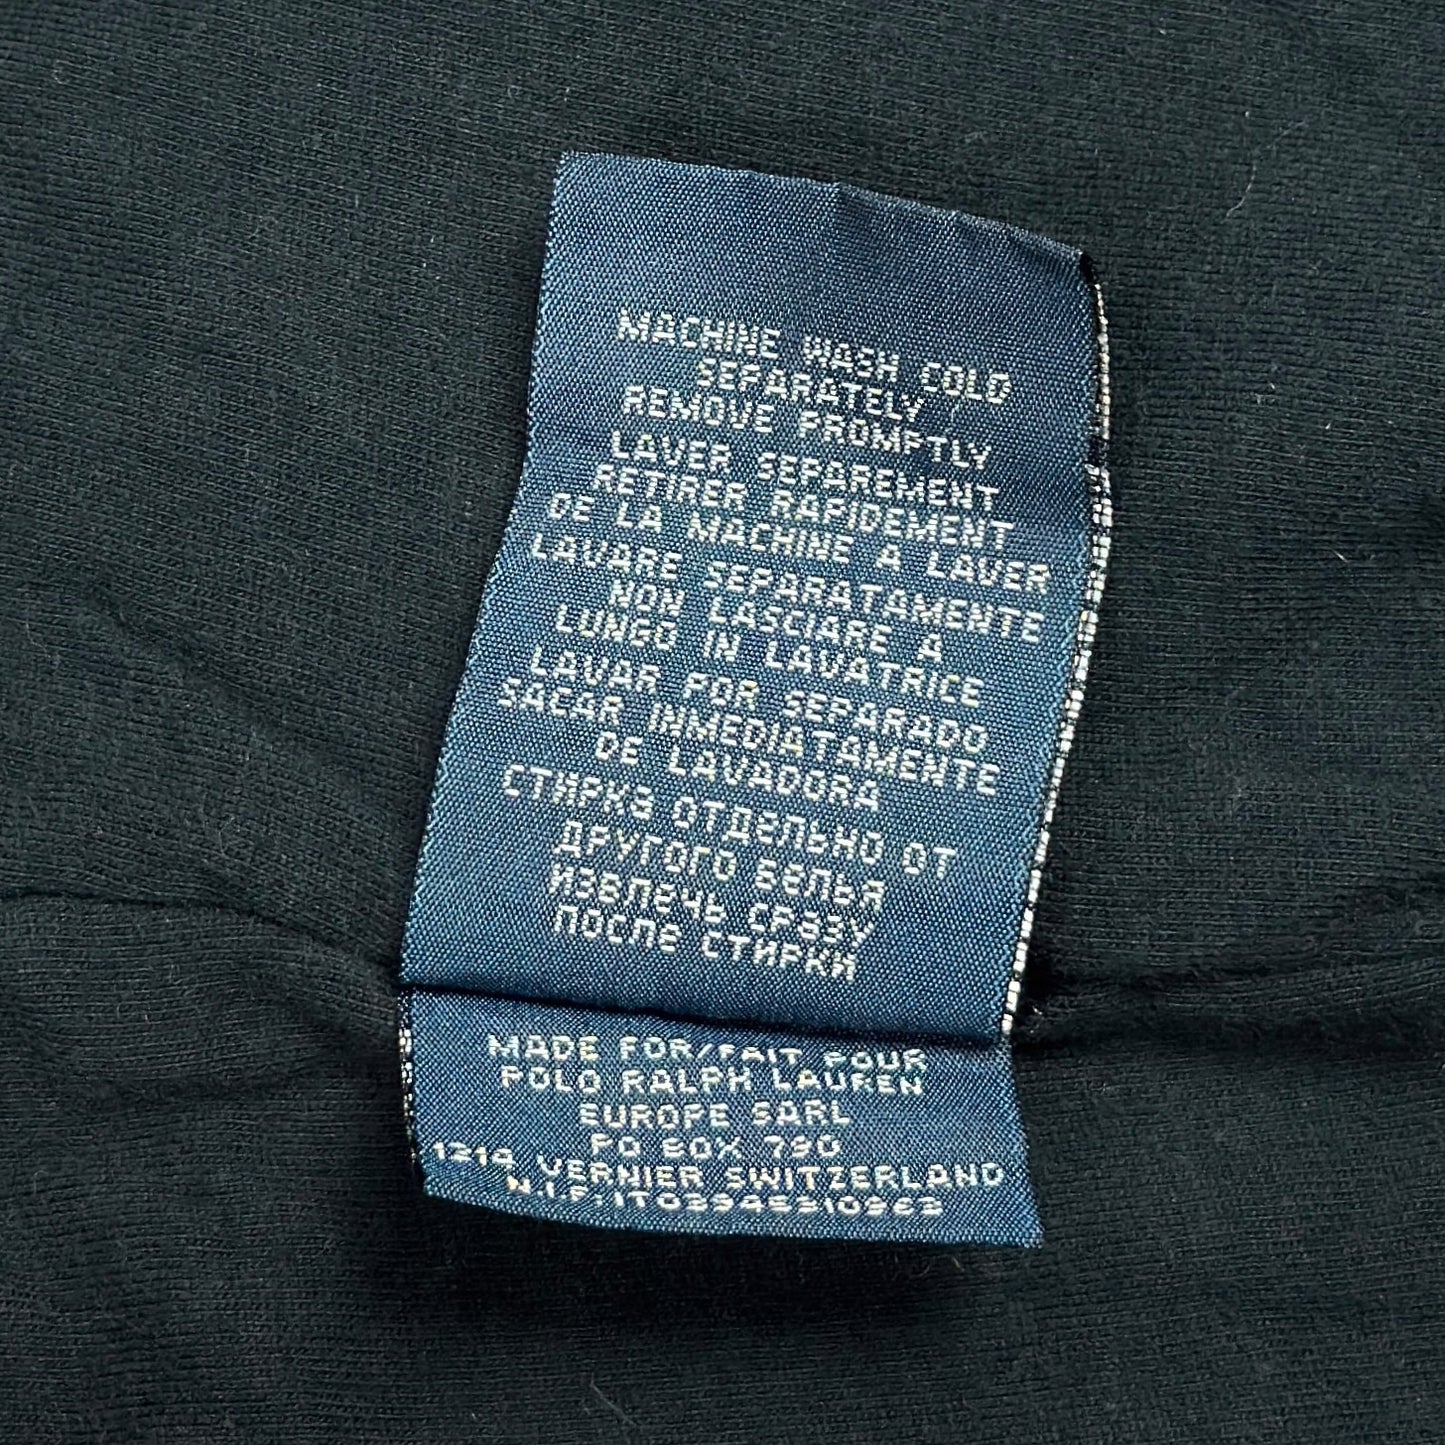 MACHINE WASH COLD
SEPARATELY
REMOVE PROMPTLY
LAVER SEPAREMENT
RETIRER RAPIDEMENT
DE LA MACHINE A LAVER
LAVARE SEPARATAMENTE
NON LASCIARE A
LUNGO IN LAVATRICE
LAVAR POR SEPARADO
SACAR INMEDIATAMENTE
DE LAVADORA
СТИРКА ОТДЕЛЬНО ОТ
ДРУГОГО БЕЛЬЯ
ИЗВЛЕЧЬ СРАЗУ
ПОСЛЕ СТИРКИ
MADE FOR/FAIT POUR
POLO RALPH LAUREN
EUROPE SARL
PO BOX 790
1214 VERNIER SWITZERLAND
N.I.F: